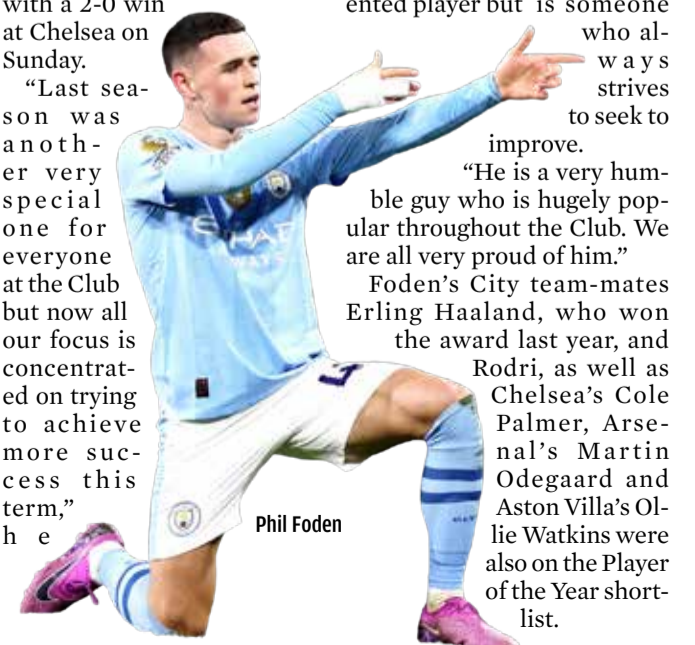 with a 2-0 win
at Chelsea on
Sunday.
“Last sea-
son was
anoth-
er very
special
one for
everyone
at the Club
but now all
our focus is
concentrat-
ed on trying
to achieve
more suc-
cess this
term,”
he
ented player but is someone
who al-
ways
strives
to seek to
improve.
“He is a very hum-
ble guy who is hugely pop-
ular throughout the Club. We
are all very proud of him.”
Foden’s City team-mates
Erling Haaland, who won
the award last year, and
Rodri, as well as
Chelsea’s Cole
Palmer, Arse-
nal’s Martin
Odegaard and
Aston Villa’s Ol-
lie Watkins were
also on the Player
of the Year short-
list.
ETIHAD
AIRWAYS
Phil Foden